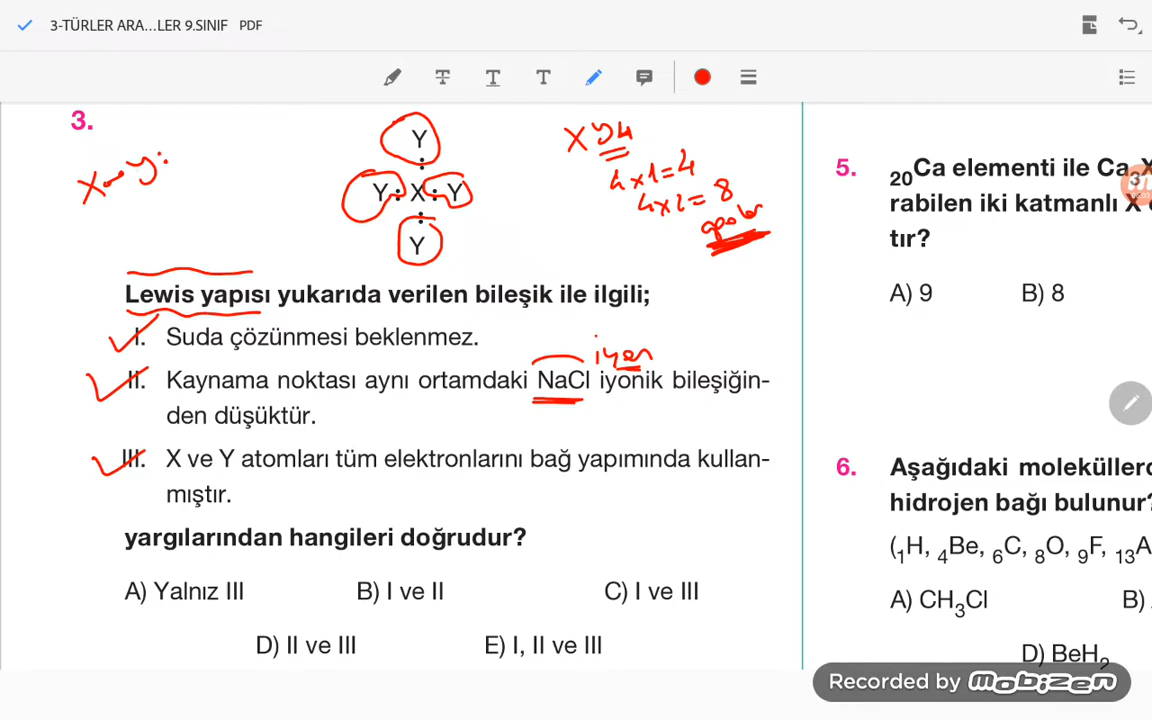 3-TÜRLER ARA...LER 9.SINIF PDF
T T T
3.
X Y:
Y
Y : X : Y
Y
X Y4
4x1=4
4x2=8
apolar
Lewis yapısı yukarıda verilen bileşik ile ilgili;
I. Suda çözünmesi beklenmez.
iyon
II. Kaynama noktası aynı ortamdaki NaCl iyonik bileşiğin-
den düşüktür.
III. X ve Y atomları tüm elektronlarını bağ yapımında kullan-
mıştır.
yargılarından hangileri doğrudur?
A) Yalnız III B) I ve II C) I ve III
D) II ve III E) I, II ve III
5. 20Ca elementi ile Ca3X
rabilen iki katmanlı X
tır?
A) 9 B) 8
6. Aşağıdaki moleküllerd
hidrojen bağı bulunur?
(1H, 4Be, 6C, 8O, 9F, 13A
A) CH3Cl B)
D) BeH2
Recorded by mobizen